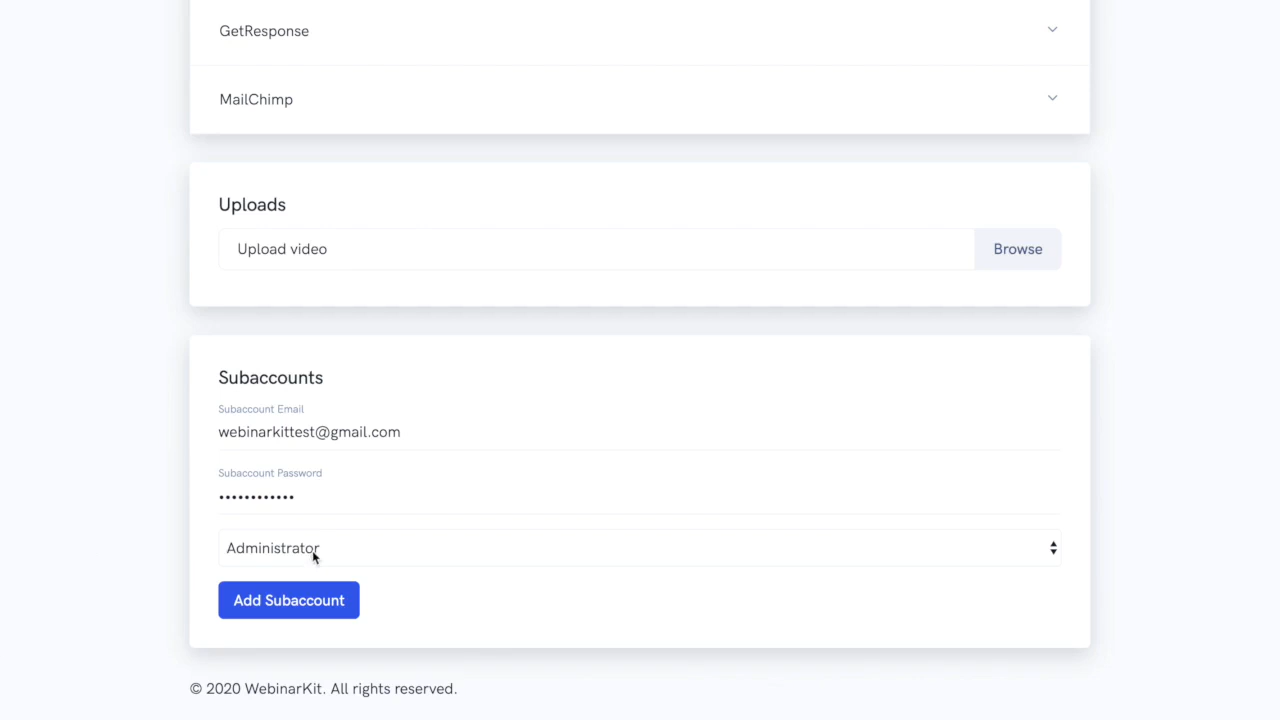 GetResponse
MailChimp
Uploads
Upload video
Browse
Subaccounts
Subaccount Email
webinarkittest@gmail.com
Subaccount Password
••••••••••••
Administrator
Add Subaccount
© 2020 WebinarKit. All rights reserved.